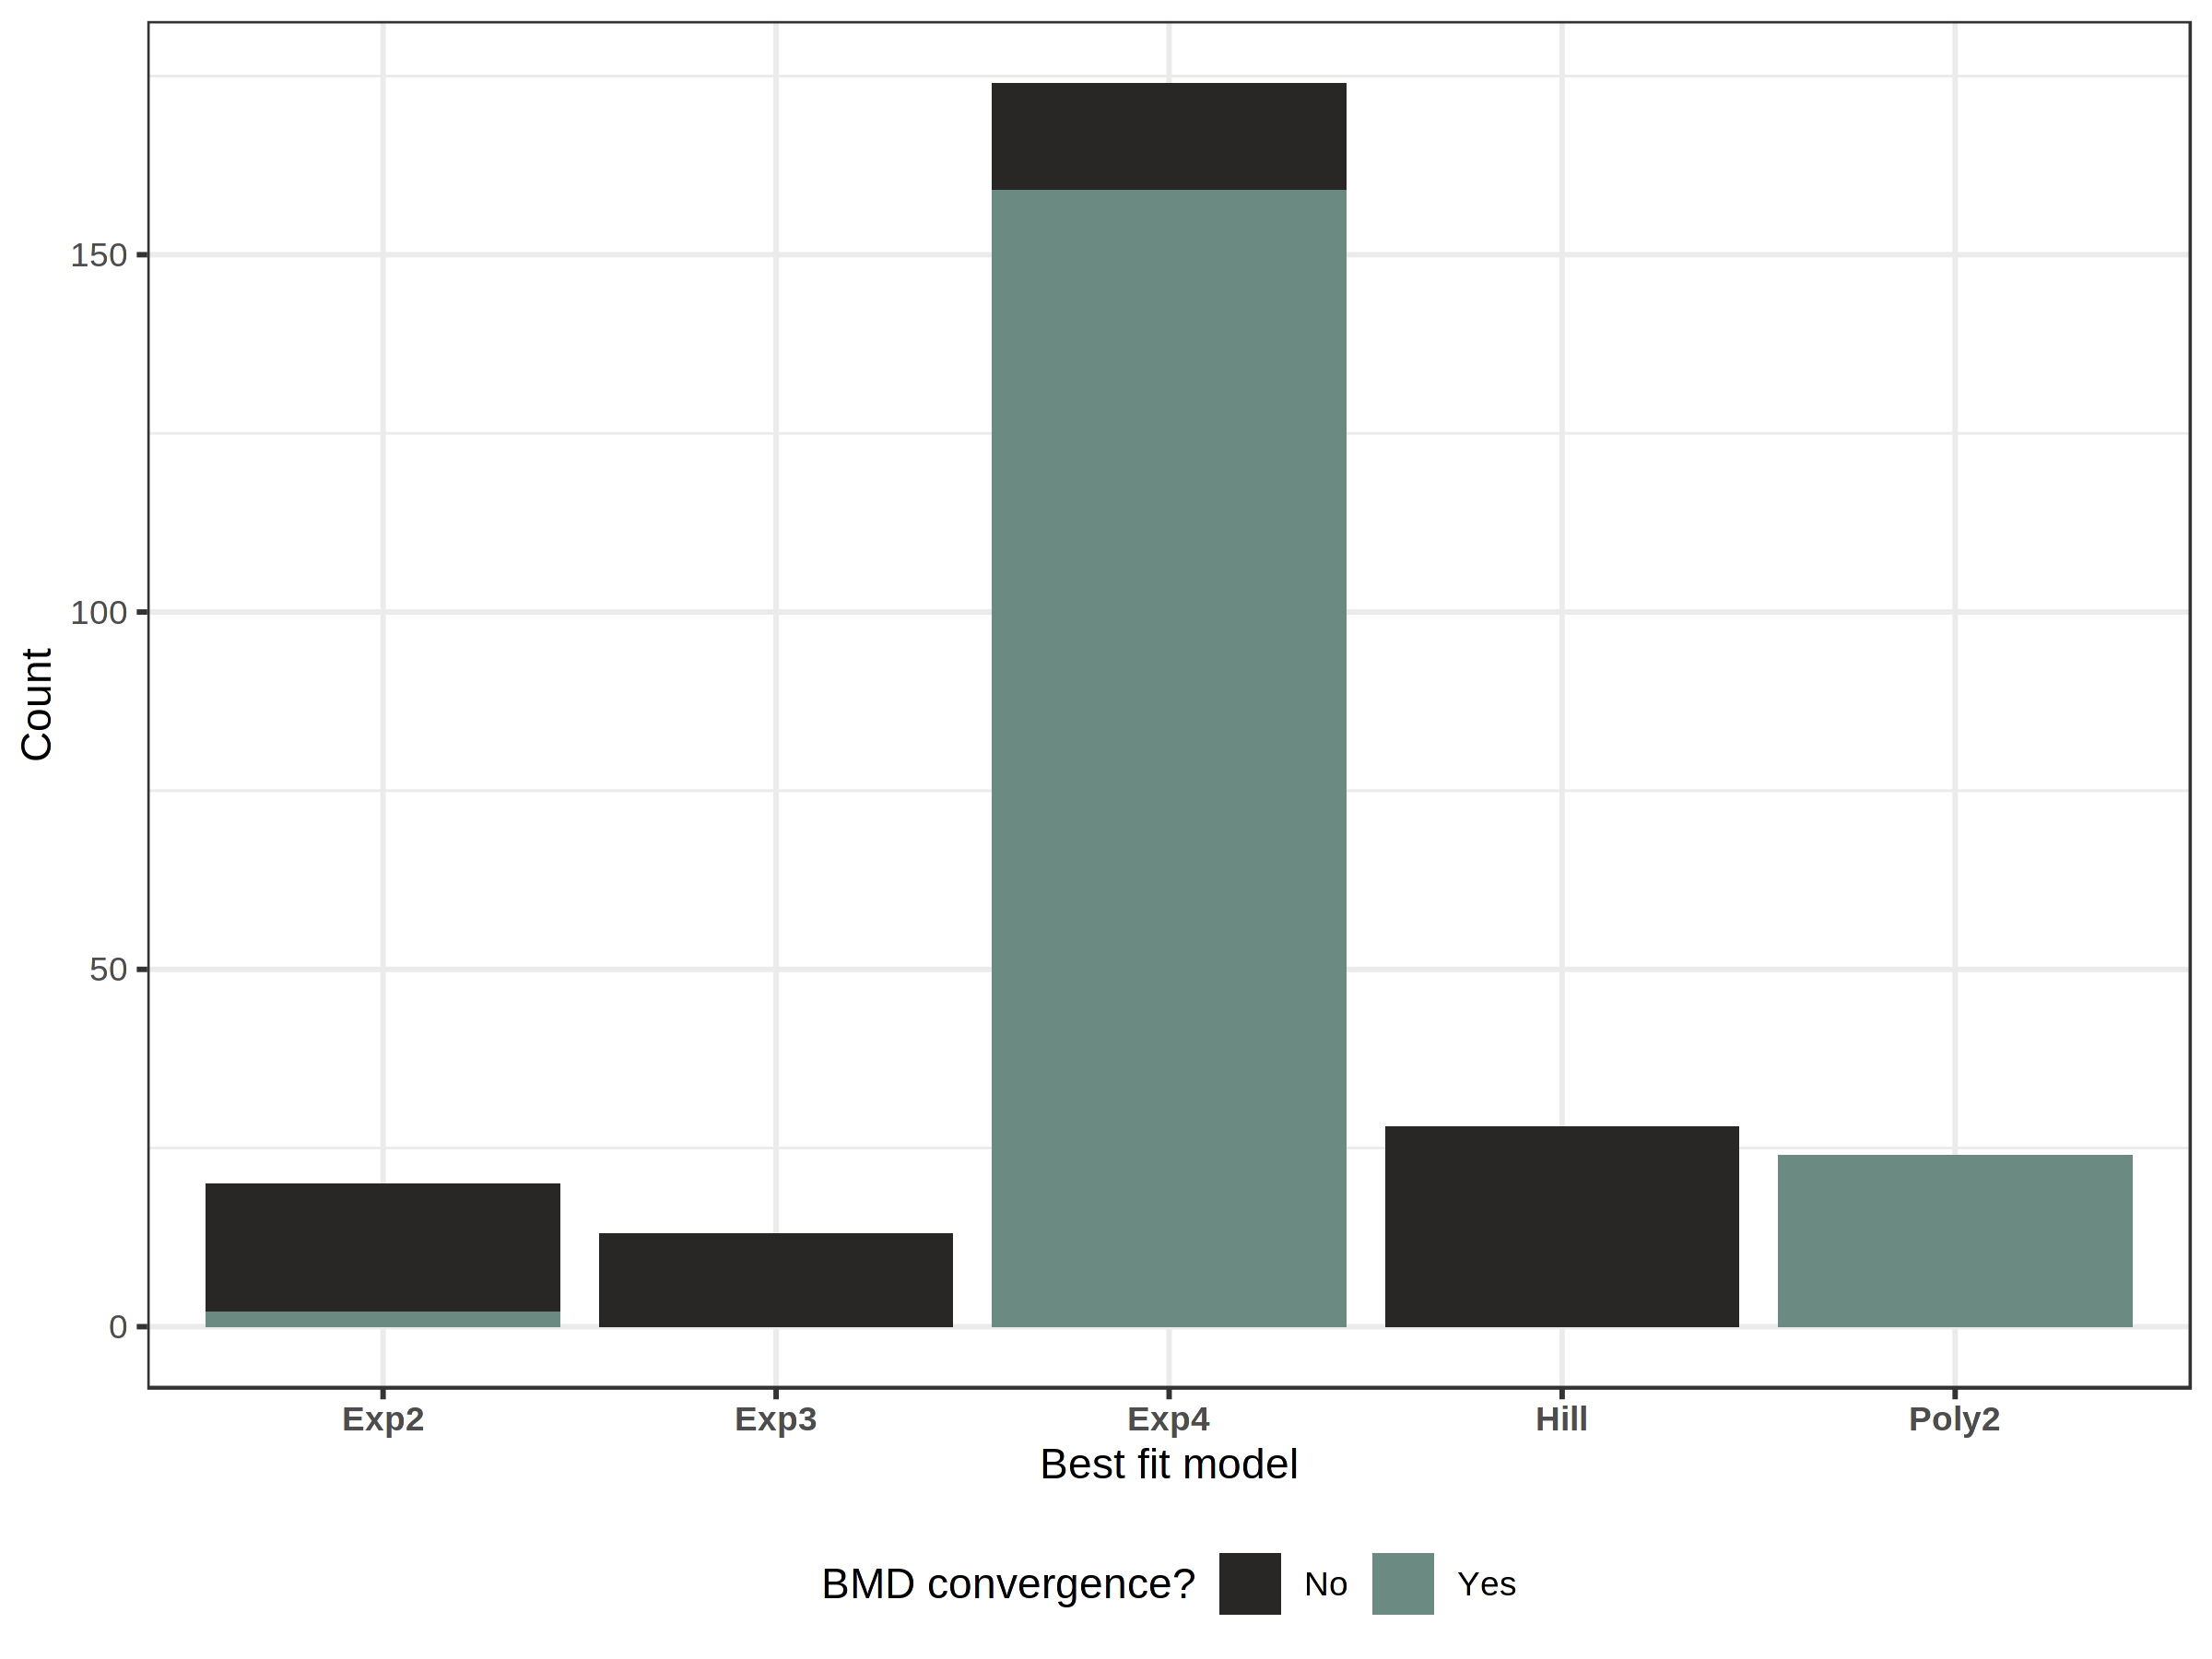 150
100
50
0
Count
Exp2 Exp3 Exp4 Hill Poly2
Best fit model
BMD convergence? No Yes